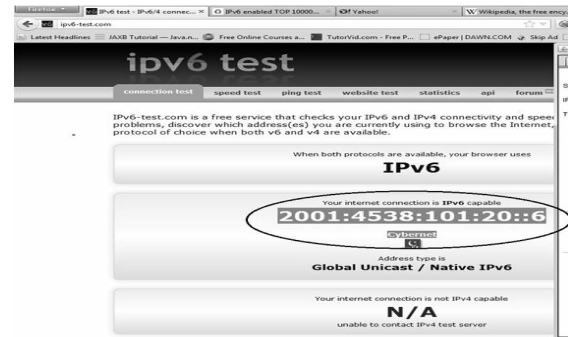 IPv6 test - IPv6/4 connec... × IPv6 enabled TOP 10000... × Yahoo! × W Wikipedia, the free ency
ipv6-test.com
Latest Headlines JAXB Tutorial — Java.n... Free Online Courses a... TutorVid.com - Free P... ePaper | DAWN.COM Skip Ad
ipv6 test
connection test speed test ping test website test statistics api forum
IPv6-test.com is a free service that checks your IPv6 and IPv4 connectivity and spee
problems, discover which address(es) you are currently using to browse the Internet,
protocol of choice when both v6 and v4 are available.
When both protocols are available, your browser uses
IPv6
Your internet connection is IPv6 capable
2001:4538:101:20::6
Cybernet
Address type is
Global Unicast / Native IPv6
Your internet connection is not IPv4 capable
N/A
unable to contact IPv4 test server